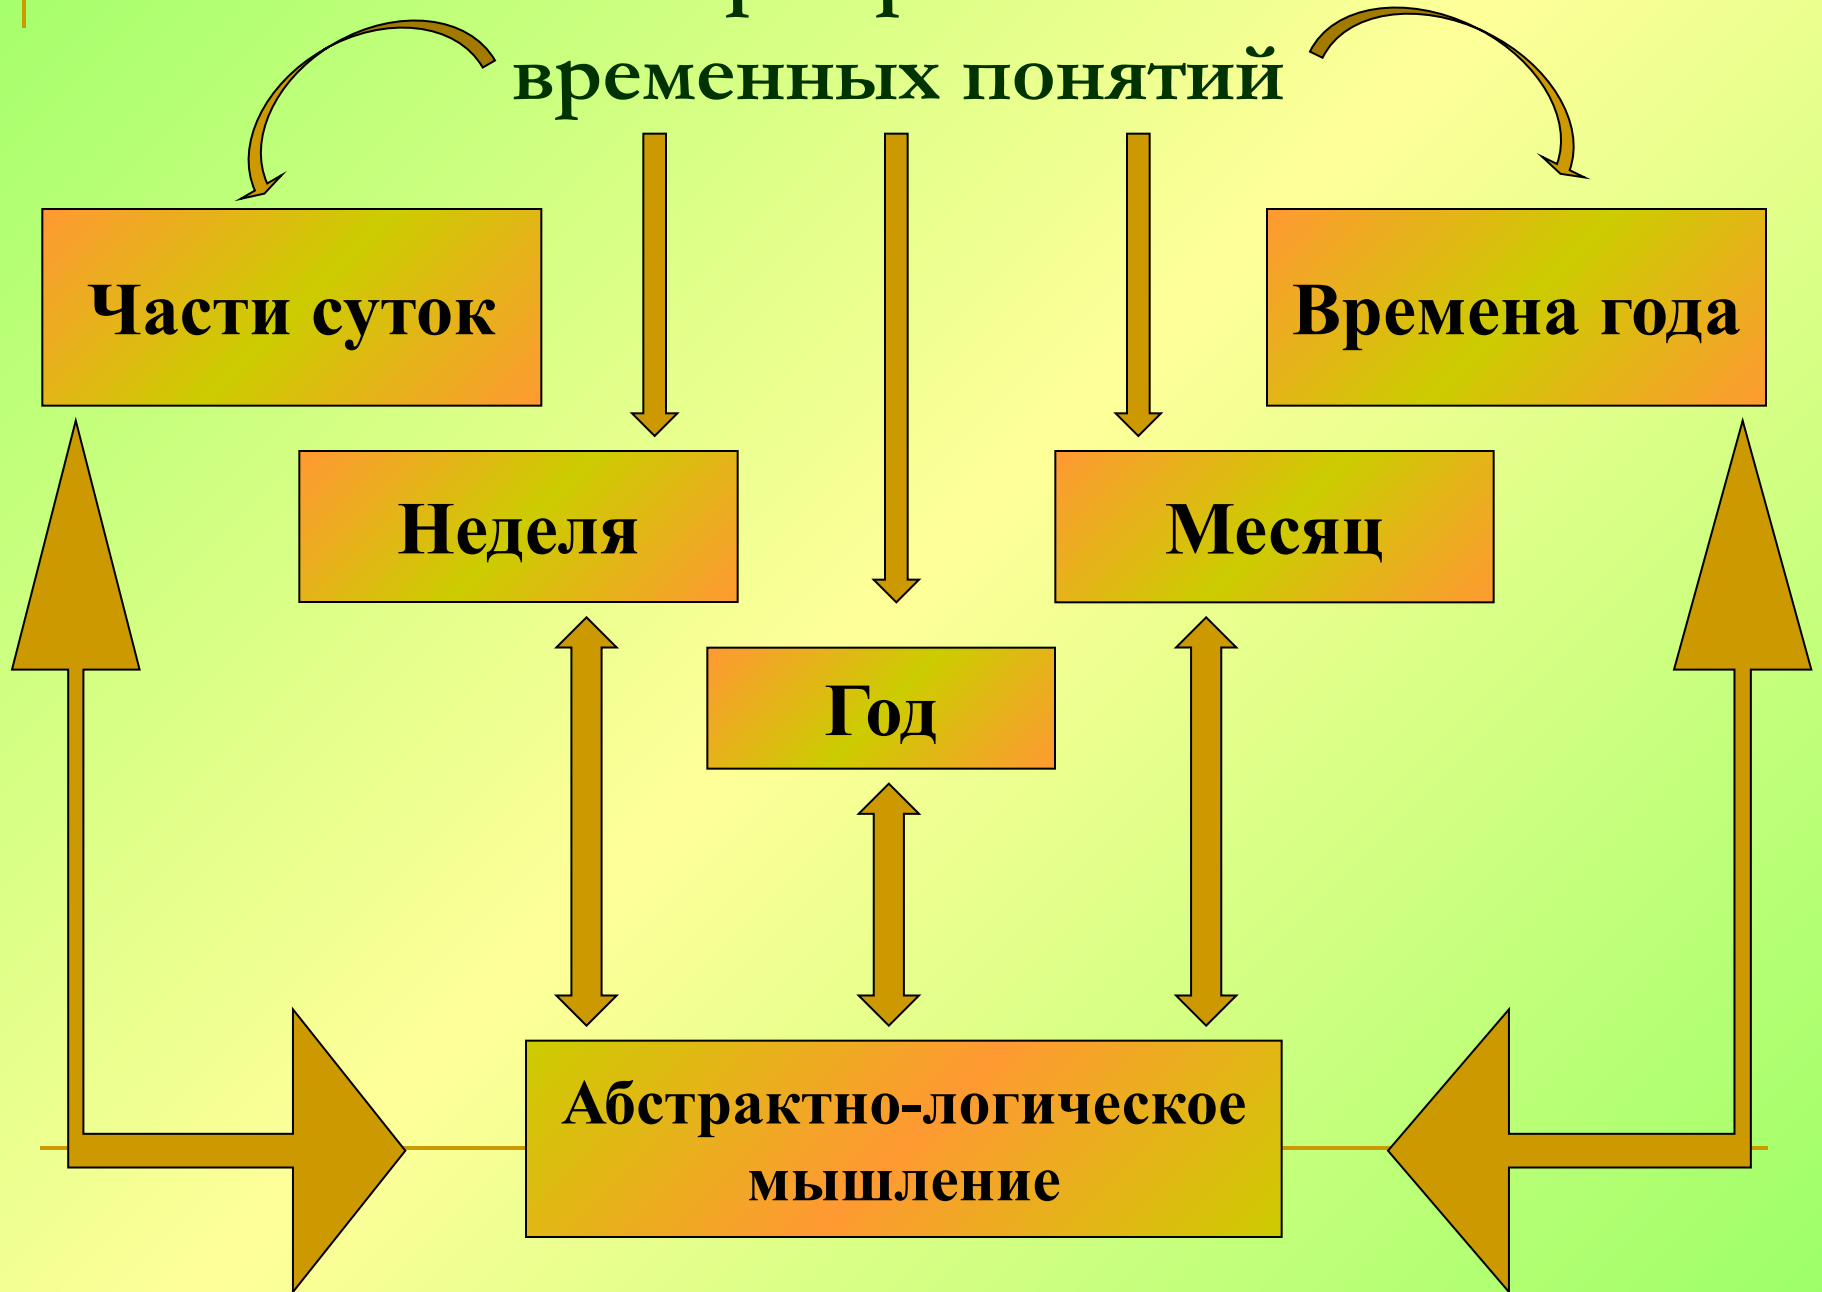 временных понятий
Части суток
Времена года
Неделя
Месяц
Год
Абстрактно-логическое
мышление